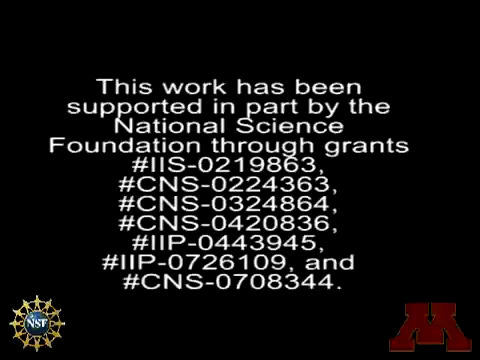 This work has been
supported in part by the
National Science
Foundation through grants
#IIS-0219863,
#CNS-0224363,
#CNS-0324864,
#CNS-0420836,
#IIP-0443945,
#IIP-0726109, and
#CNS-0708344.
NSF
M